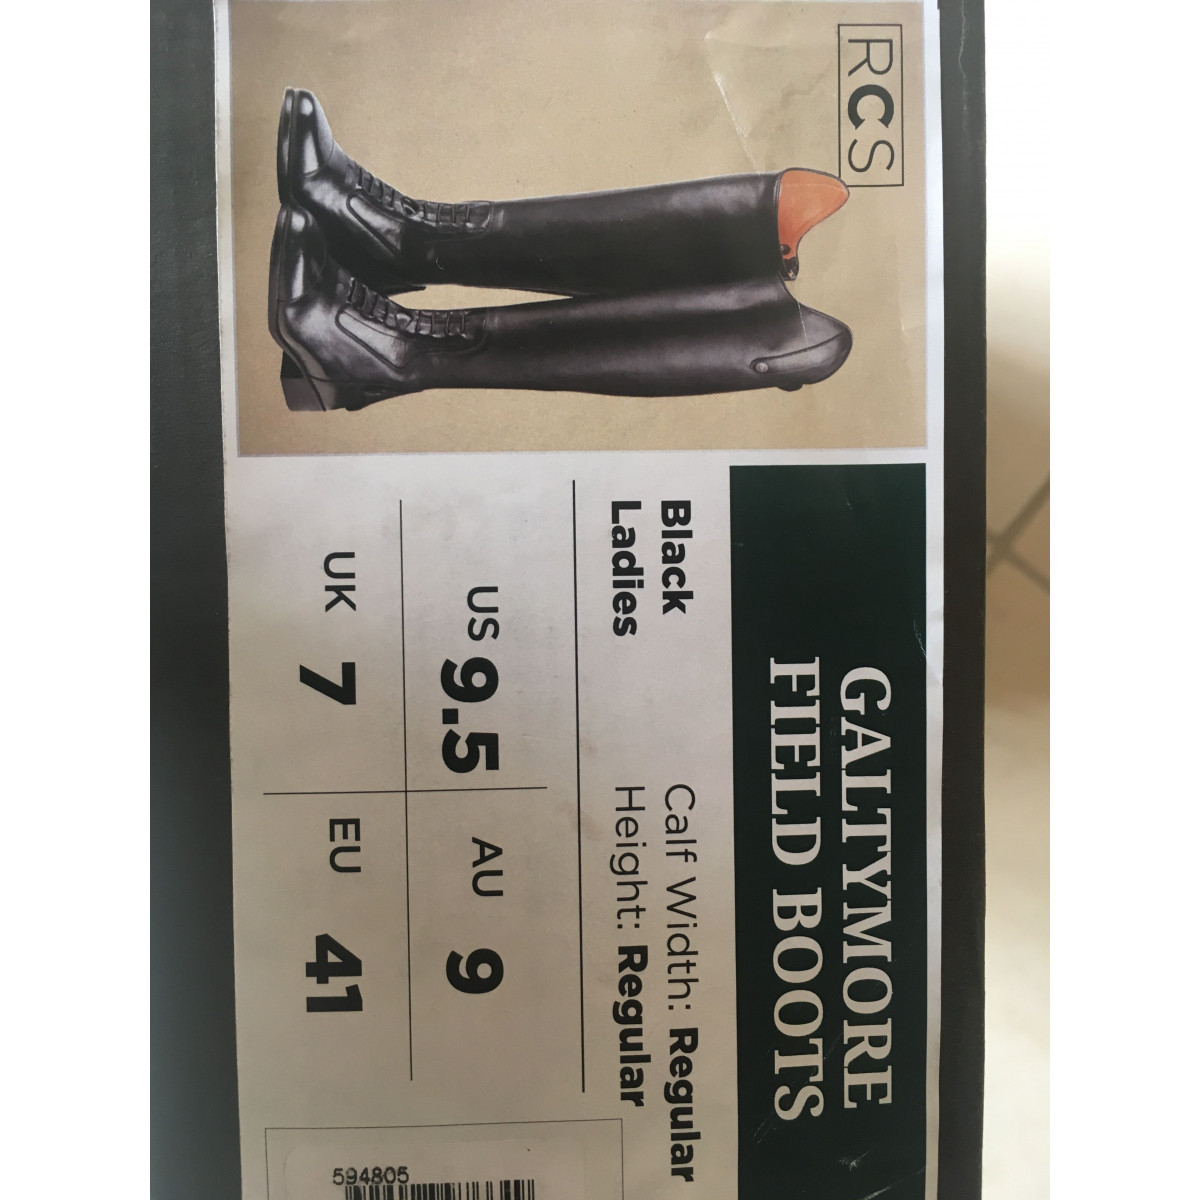 RCS
GALTYMORE
FIELD BOOTS
Black
Ladies
Calf Width: Regular
Height: Regular
US 9.5
AU 9
UK 7
EU 41
594805